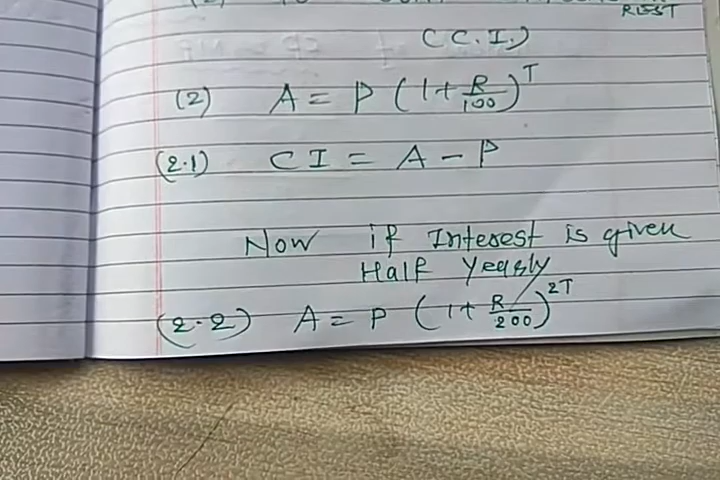 REST
(C.I.)
(2) A = P (1 + R/100)^T
(2.1) CI = A - P
Now if Interest is given
Half Yearly
(2.2) A = P (1 + R/200)^2T